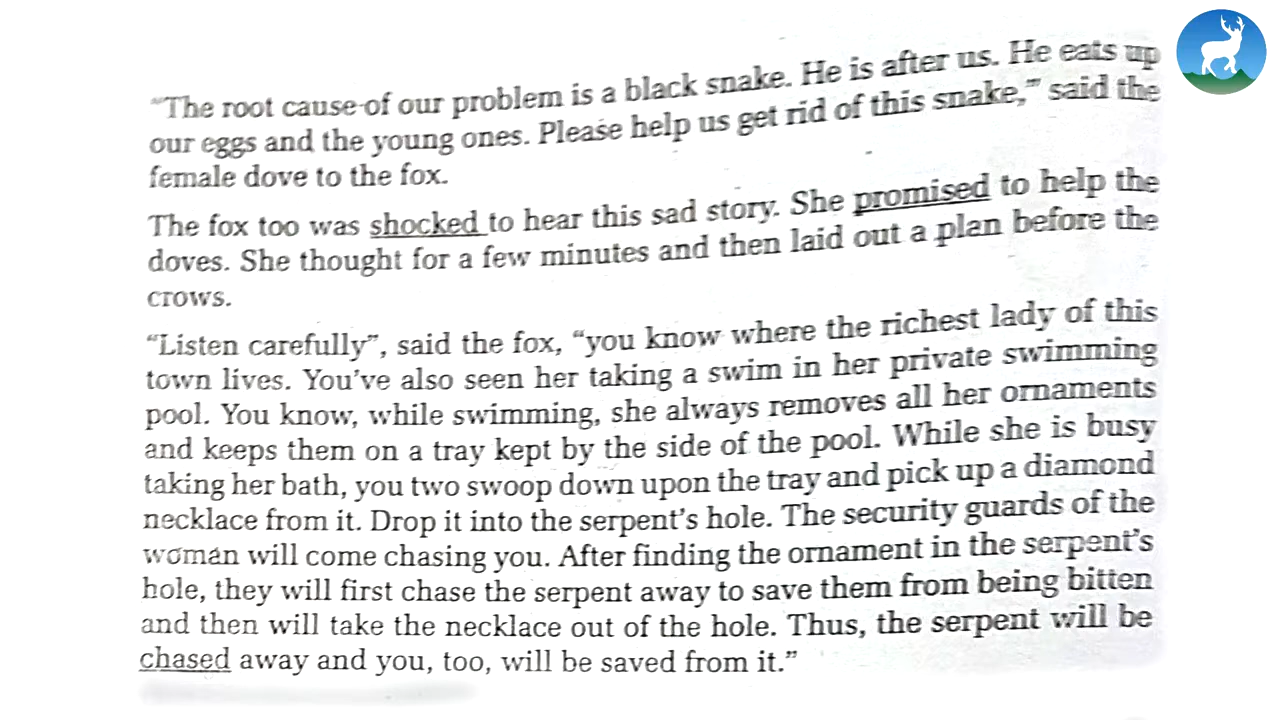 "The root cause of our problem is a black snake. He is after us. He eats up
our eggs and the young ones. Please help us get rid of this snake," said the
female dove to the fox.
The fox too was shocked to hear this sad story. She promised to help the
doves. She thought for a few minutes and then laid out a plan before the
crows.
"Listen carefully", said the fox, "you know where the richest lady of this
town lives. You've also seen her taking a swim in her private swimming
pool. You know, while swimming, she always removes all her ornaments
and keeps them on a tray kept by the side of the pool. While she is busy
taking her bath, you two swoop down upon the tray and pick up a diamond
necklace from it. Drop it into the serpent's hole. The security guards of the
woman will come chasing you. After finding the ornament in the serpent's
hole, they will first chase the serpent away to save them from being bitten
and then will take the necklace out of the hole. Thus, the serpent will be
chased away and you, too, will be saved from it."